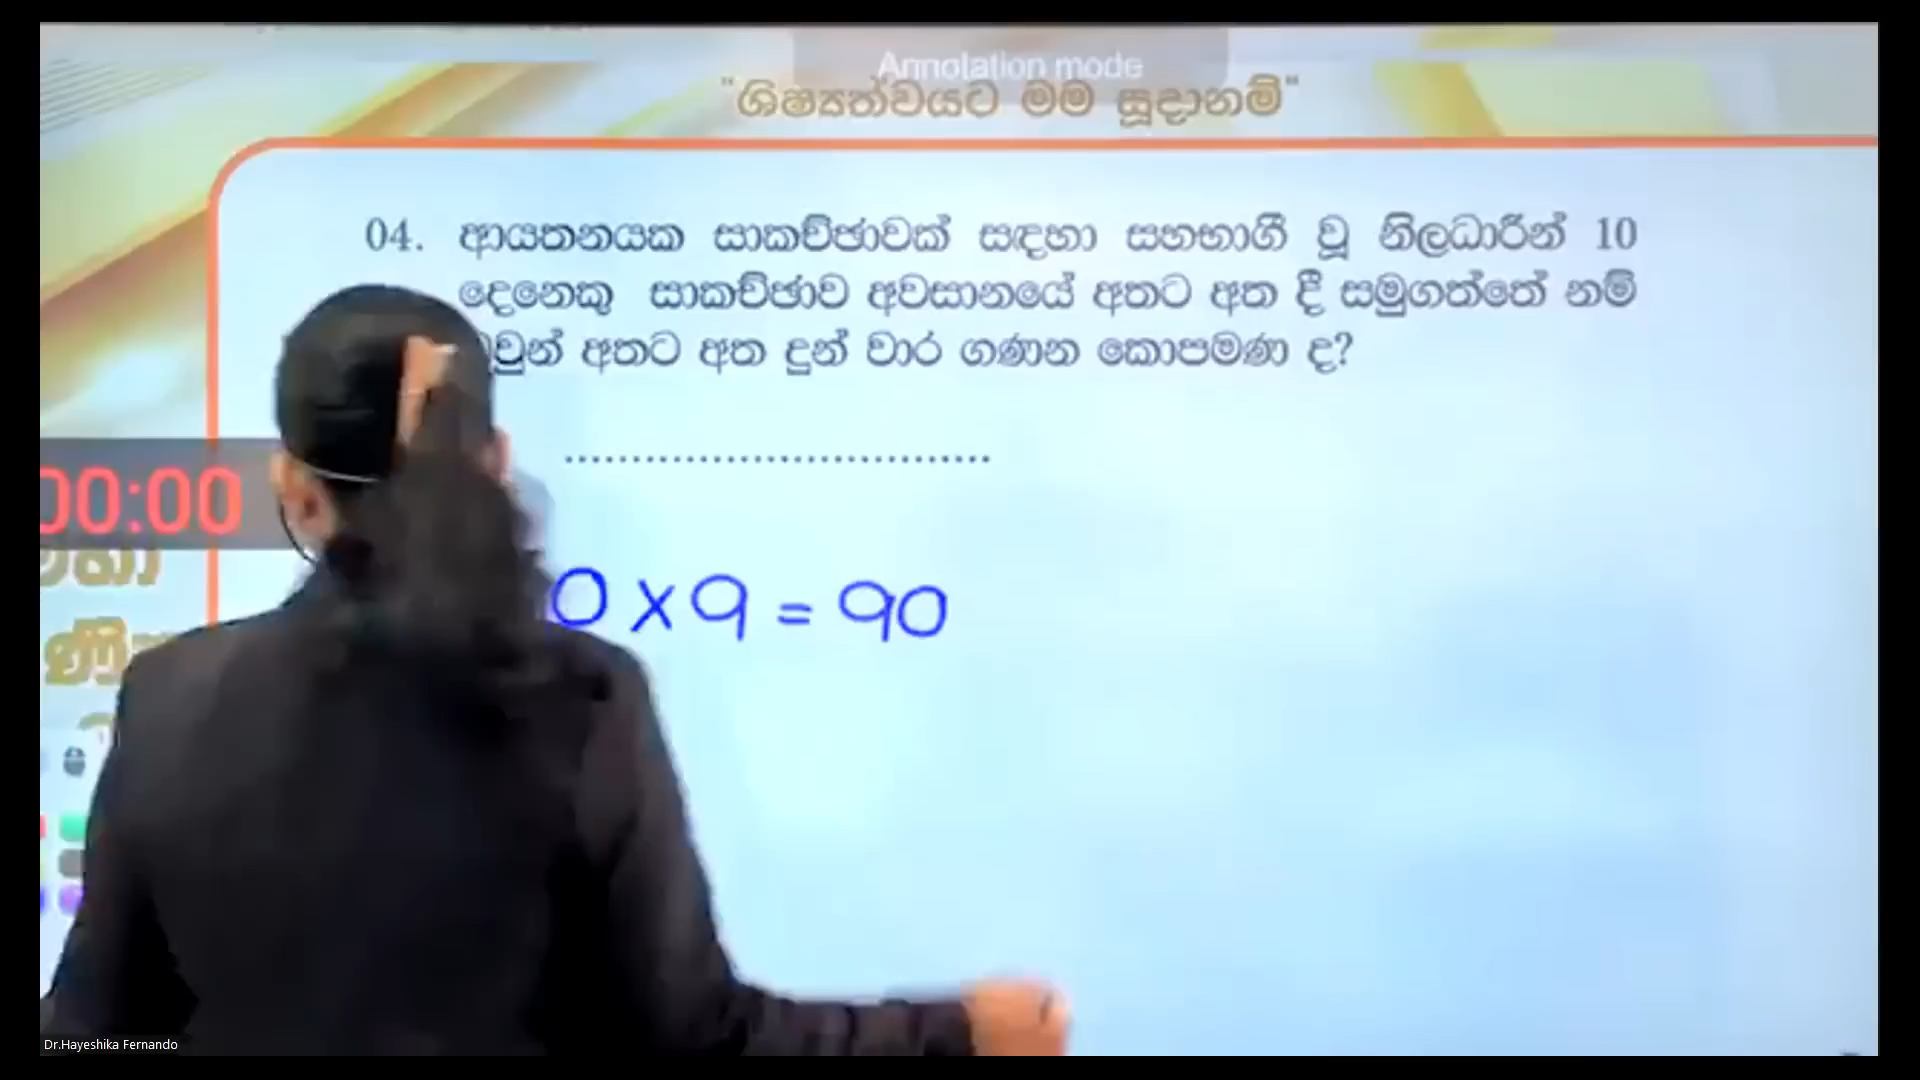 Annotation mode
"ශිෂ්‍යත්වයට මම සූදානම්"
04. ආයතනයක සාකච්ඡාවක් සඳහා සහභාගී වූ නිලධාරීන් 10
දෙනෙකු සාකච්ඡාව අවසානයේ අතට අත දී සමුගත්තේ නම්
අතට අත දුන් වාර ගණන කොපමණ ද?
00:00
0 × 9 = 90
Dr.Hayeshika Fernando